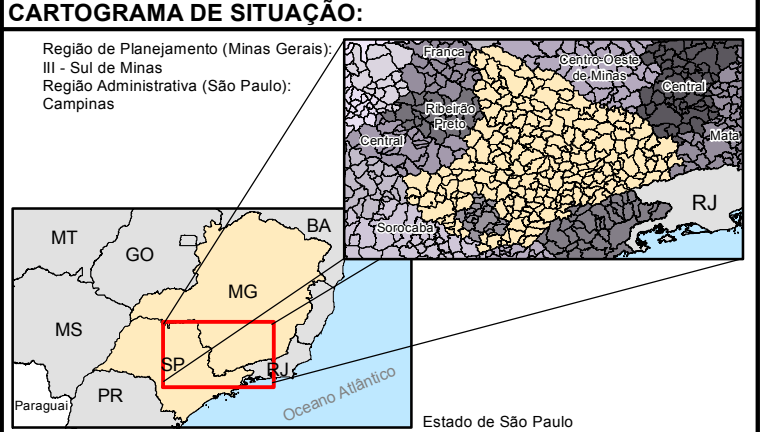 CARTOGRAMA DE SITUAÇÃO:
Região de Planejamento (Minas Gerais):
III - Sul de Minas
Região Administrativa (São Paulo):
Campinas
Franca
Centro-Oeste
de Minas
Central
Ribeirão
Preto
Central
Mata
RJ
Sorocaba
MT
GO
BA
MG
MS
SP
RJ
PR
Paraguai
Oceano Atlântico
Estado de São Paulo